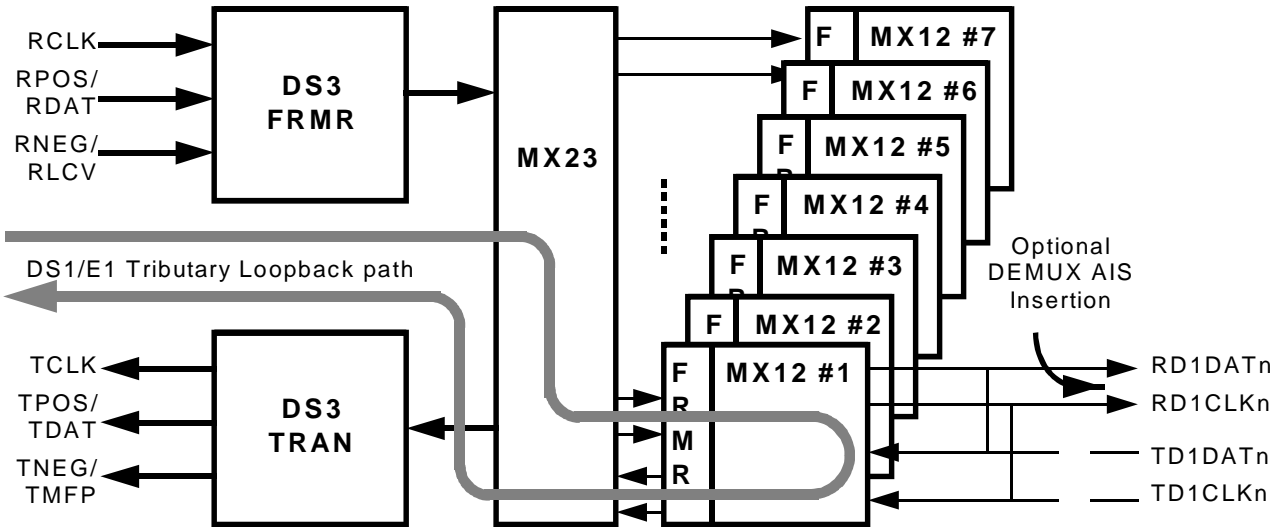 RCLK
RPOS/
RDAT
RNEG/
RLCV
DS3
FRMR
MX23
F MX12 #7
F MX12 #6
F MX12 #5
R
F MX12 #4
R
F MX12 #3
R
F MX12 #2
F MX12 #1
R
M
R
DS1/E1 Tributary Loopback path
Optional
DEMUX AIS
Insertion
TCLK
TPOS/
TDAT
TNEG/
TMFP
DS3
TRAN
RD1DATn
RD1CLKn
TD1DATn
TD1CLKn